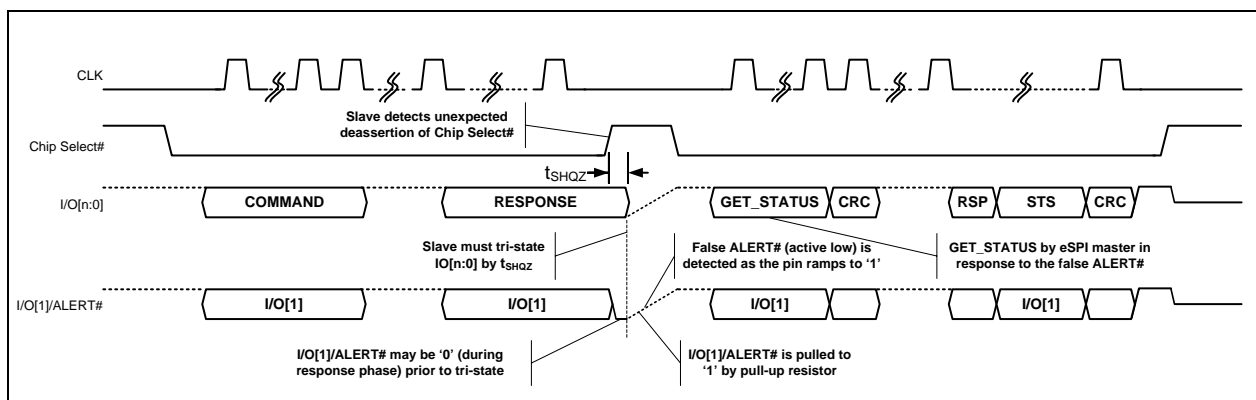 CLK
Slave detects unexpected
deassertion of Chip Select#
Chip Select#
tSHQZ
I/O[n:0]
COMMAND
RESPONSE
GET_STATUS
CRC
RSP
STS
CRC
Slave must tri-state
IO[n:0] by tSHQZ
False ALERT# (active low) is
detected as the pin ramps to ‘1’
GET_STATUS by eSPI master in
response to the false ALERT#
I/O[1]/ALERT#
I/O[1]
I/O[1]
I/O[1]
I/O[1]
I/O[1]/ALERT# may be ‘0’ (during
response phase) prior to tri-state
I/O[1]/ALERT# is pulled to
‘1’ by pull-up resistor